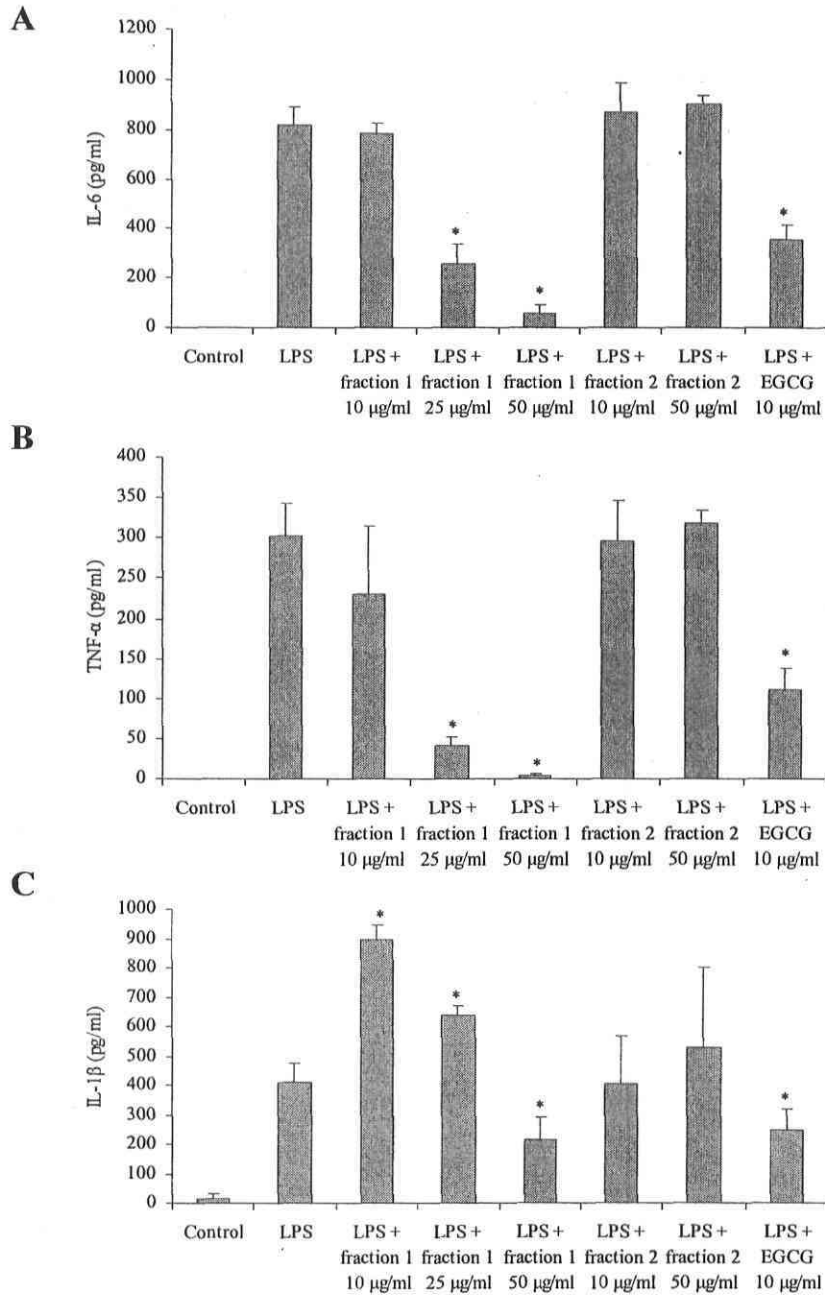 A
1200
1000
800
600
400
200
0
IL-6 (pg/ml)
*
*
*
Control LPS LPS + LPS + LPS + LPS + LPS + LPS +
fraction 1 fraction 1 fraction 1 fraction 2 fraction 2 EGCG
10 µg/ml 25 µg/ml 50 µg/ml 10 µg/ml 50 µg/ml 10 µg/ml
B
400
350
300
250
200
150
100
50
0
TNF-α (pg/ml)
*
*
*
Control LPS LPS + LPS + LPS + LPS + LPS + LPS +
fraction 1 fraction 1 fraction 1 fraction 2 fraction 2 EGCG
10 µg/ml 25 µg/ml 50 µg/ml 10 µg/ml 50 µg/ml 10 µg/ml
C
1000
900
800
700
600
500
400
300
200
100
0
IL-1β (pg/ml)
*
*
*
*
Control LPS LPS + LPS + LPS + LPS + LPS + LPS +
fraction 1 fraction 1 fraction 1 fraction 2 fraction 2 EGCG
10 µg/ml 25 µg/ml 50 µg/ml 10 µg/ml 50 µg/ml 10 µg/ml